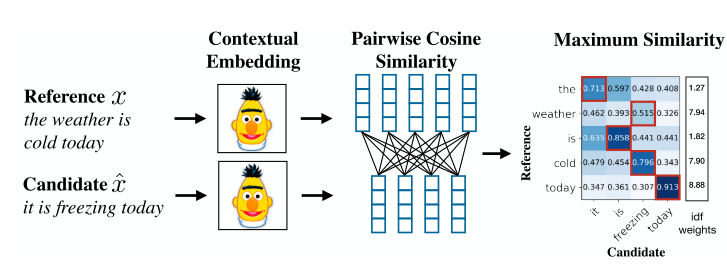 Contextual
Embedding
Pairwise Cosine
Similarity
Maximum Similarity
Reference x
the weather is
cold today
Candidate x̂
it is freezing today
Reference
the 0.713 0.597 0.428 0.408 1.27
weather 0.462 0.393 0.515 0.326 7.94
is 0.635 0.858 0.441 0.441 1.82
cold 0.479 0.454 0.796 0.343 7.90
today 0.347 0.361 0.307 0.913 8.88
it is freezing today
idf
weights
Candidate